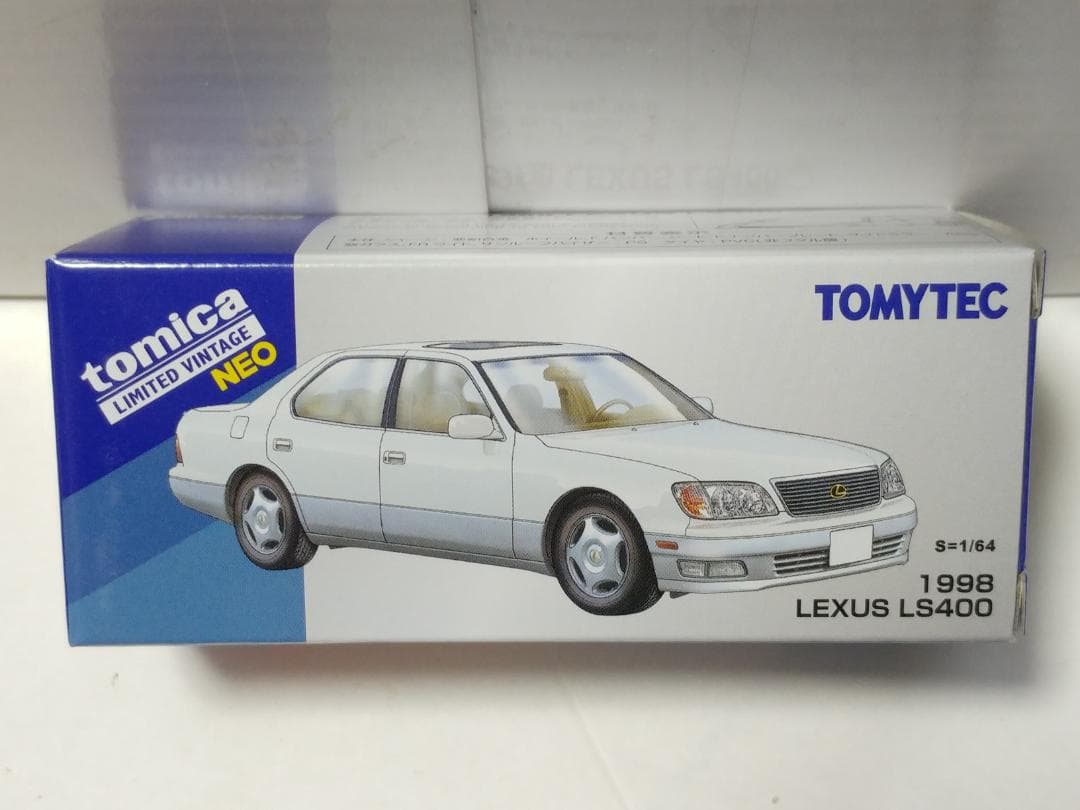 tomica
LIMITED VINTAGE
NEO
TOMYTEC
S=1/64
1998
LEXUS LS400